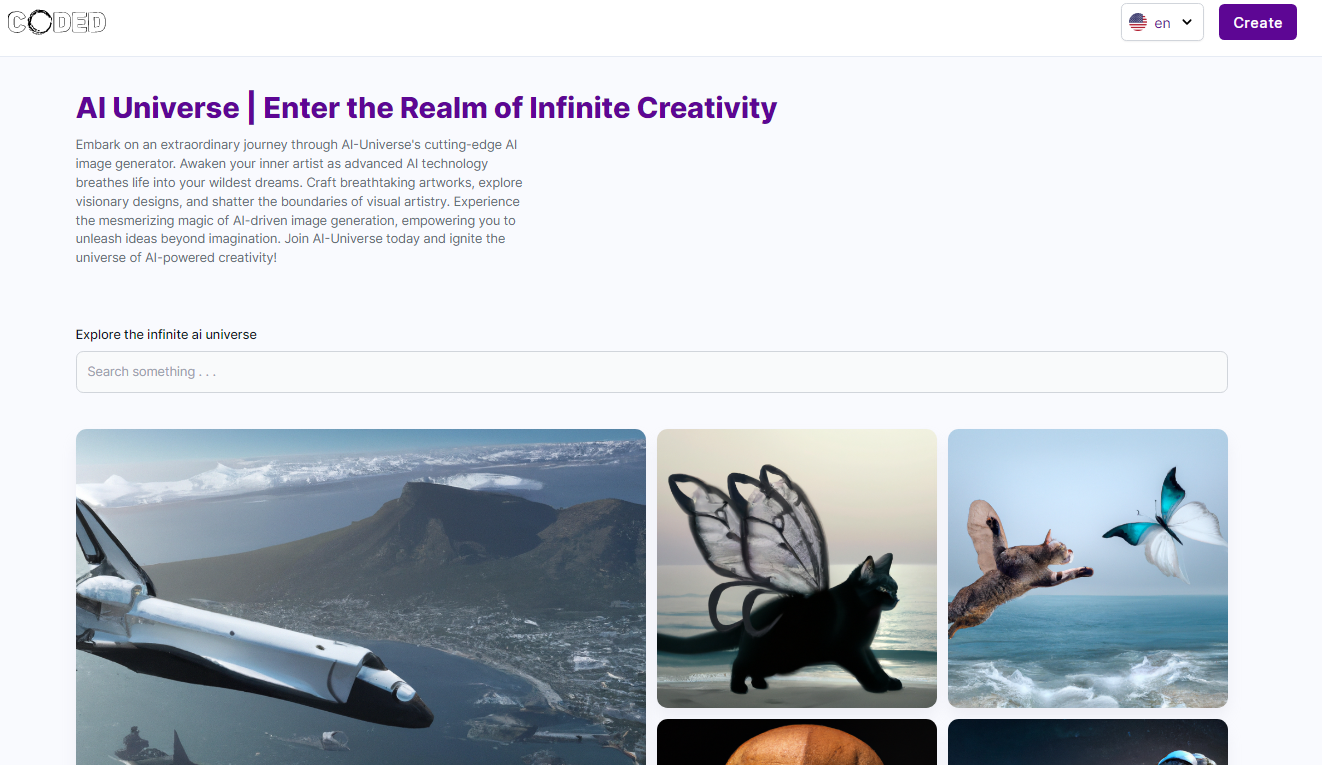 CODED
en
Create
AI Universe | Enter the Realm of Infinite Creativity
Embark on an extraordinary journey through AI-Universe's cutting-edge AI
image generator. Awaken your inner artist as advanced AI technology
breathes life into your wildest dreams. Craft breathtaking artworks, explore
visionary designs, and shatter the boundaries of visual artistry. Experience
the mesmerizing magic of AI-driven image generation, empowering you to
unleash ideas beyond imagination. Join AI-Universe today and ignite the
universe of AI-powered creativity!
Explore the infinite ai universe
Search something . . .